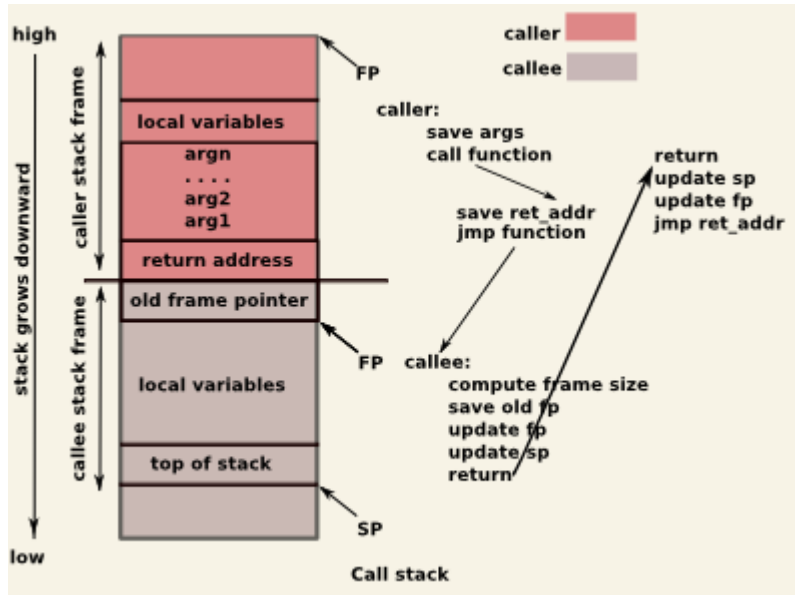 high
caller
callee
FP
caller:
save args
call function
local variables
argn
. . . .
arg2
arg1
return address
caller stack frame
stack grows downward
save ret_addr
jmp function
return
update sp
update fp
jmp ret_addr
old frame pointer
FP
local variables
top of stack
callee stack frame
callee:
compute frame size
save old fp
update fp
update sp
return
SP
low
Call stack